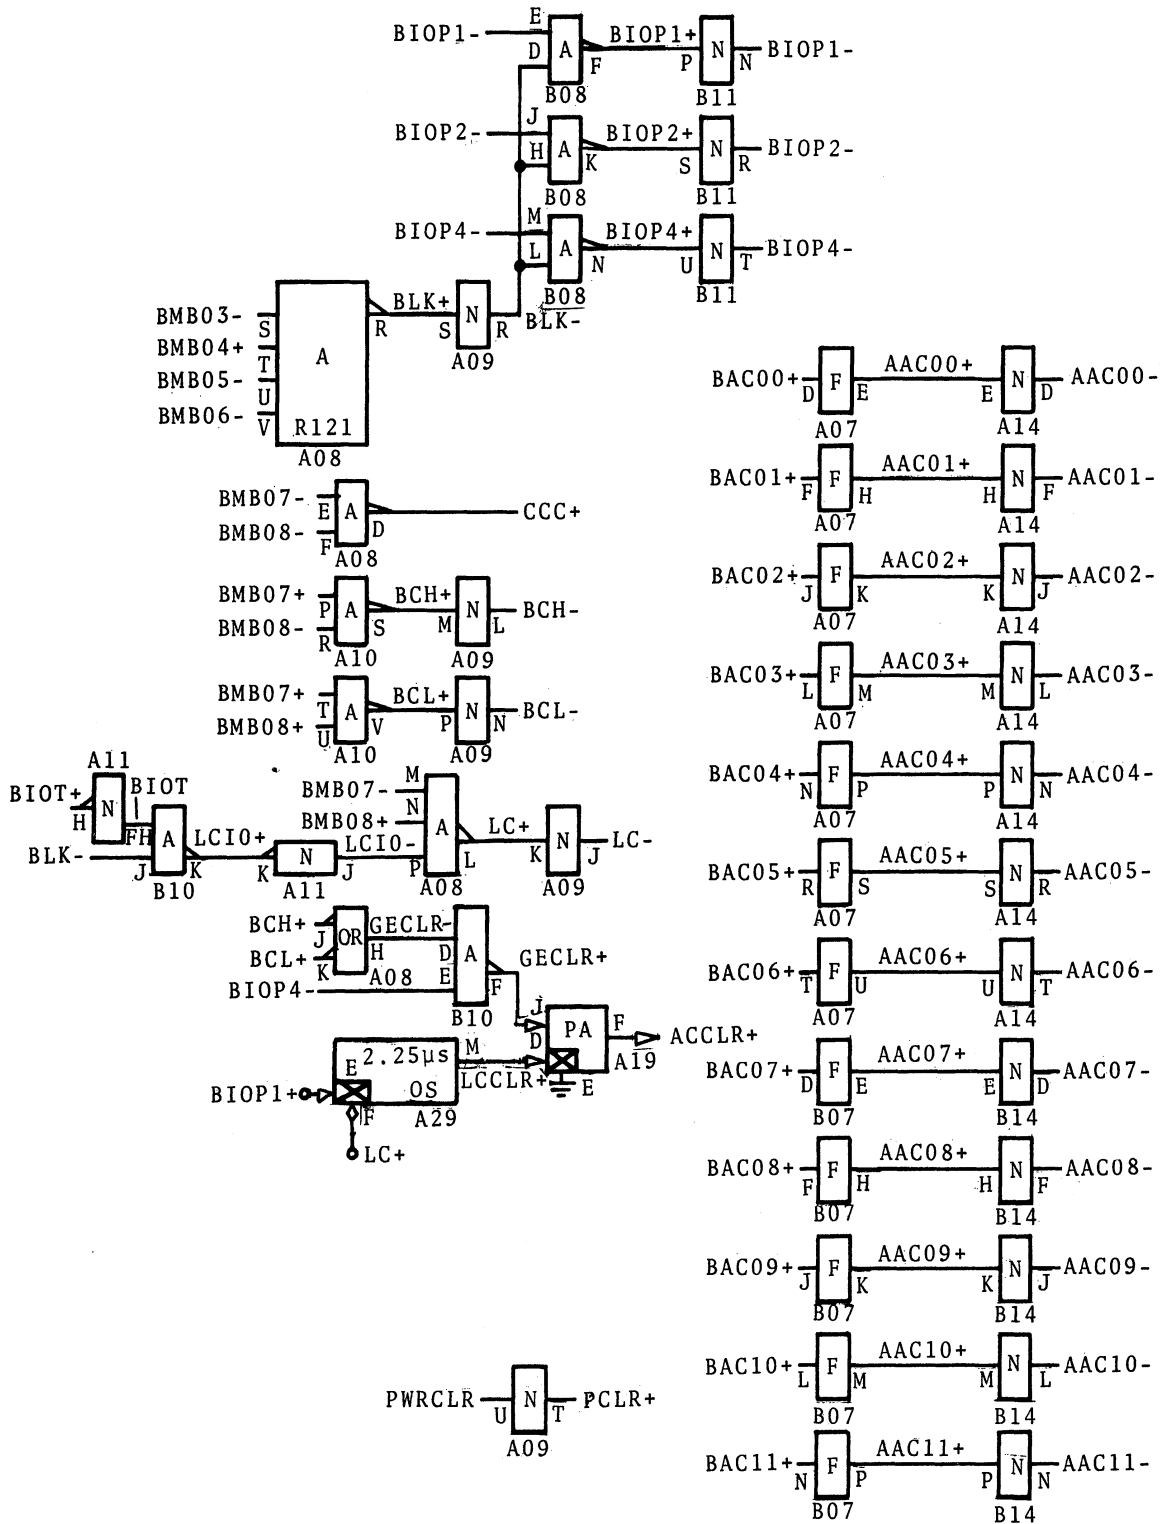 E
BIOP1- D A BIOP1+ N BIOP1-
F P N
B08 B11
J
BIOP2- H A BIOP2+ N BIOP2-
K S R
B08 B11
M
BIOP4- L A BIOP4+ N BIOP4-
N U T
B08 B11
BLK-
BMB03- S R BLK+ S N R
BMB04+ T A A09
BMB05- U
BMB06- V R121
A08
BMB07- E A D CCC+
BMB08- F A08
BMB07+ P A S BCH+ M N L BCH-
BMB08- R A10 A09
BMB07+ T A V BCL+ P N N BCL-
BMB08+ U A10 A09
A11
BIOT+ H N BIOT
FH
BLK- J A K LCIO+ K N J LCIO-
B10 A11
BMB07- M
BMB08+ N A L LC+ K N J LC-
P A08 A09
BCH+ J OR GECLR- D A GECLR+
BCL+ K H E F
A08
BIOP4- B10
J D PA F ACCLR+
A19
E
2.25µs M
E LCCLR+
BIOP1+ OS
F A29
LC+
PWRCLR U N T PCLR+
A09
BAC00+ D F E AAC00+ E N D AAC00-
A07 A14
BAC01+ F F H AAC01+ H N F AAC01-
A07 A14
BAC02+ J F K AAC02+ K N J AAC02-
A07 A14
BAC03+ L F M AAC03+ M N L AAC03-
A07 A14
BAC04+ N F P AAC04+ P N N AAC04-
A07 A14
BAC05+ R F S AAC05+ S N R AAC05-
A07 A14
BAC06+ T F U AAC06+ U N T AAC06-
A07 A14
BAC07+ D F E AAC07+ E N D AAC07-
B07 B14
BAC08+ F F H AAC08+ H N F AAC08-
B07 B14
BAC09+ J F K AAC09+ K N J AAC09-
B07 B14
BAC10+ L F M AAC10+ M N L AAC10-
B07 B14
BAC11+ N F P AAC11+ P N N AAC11-
B07 B14